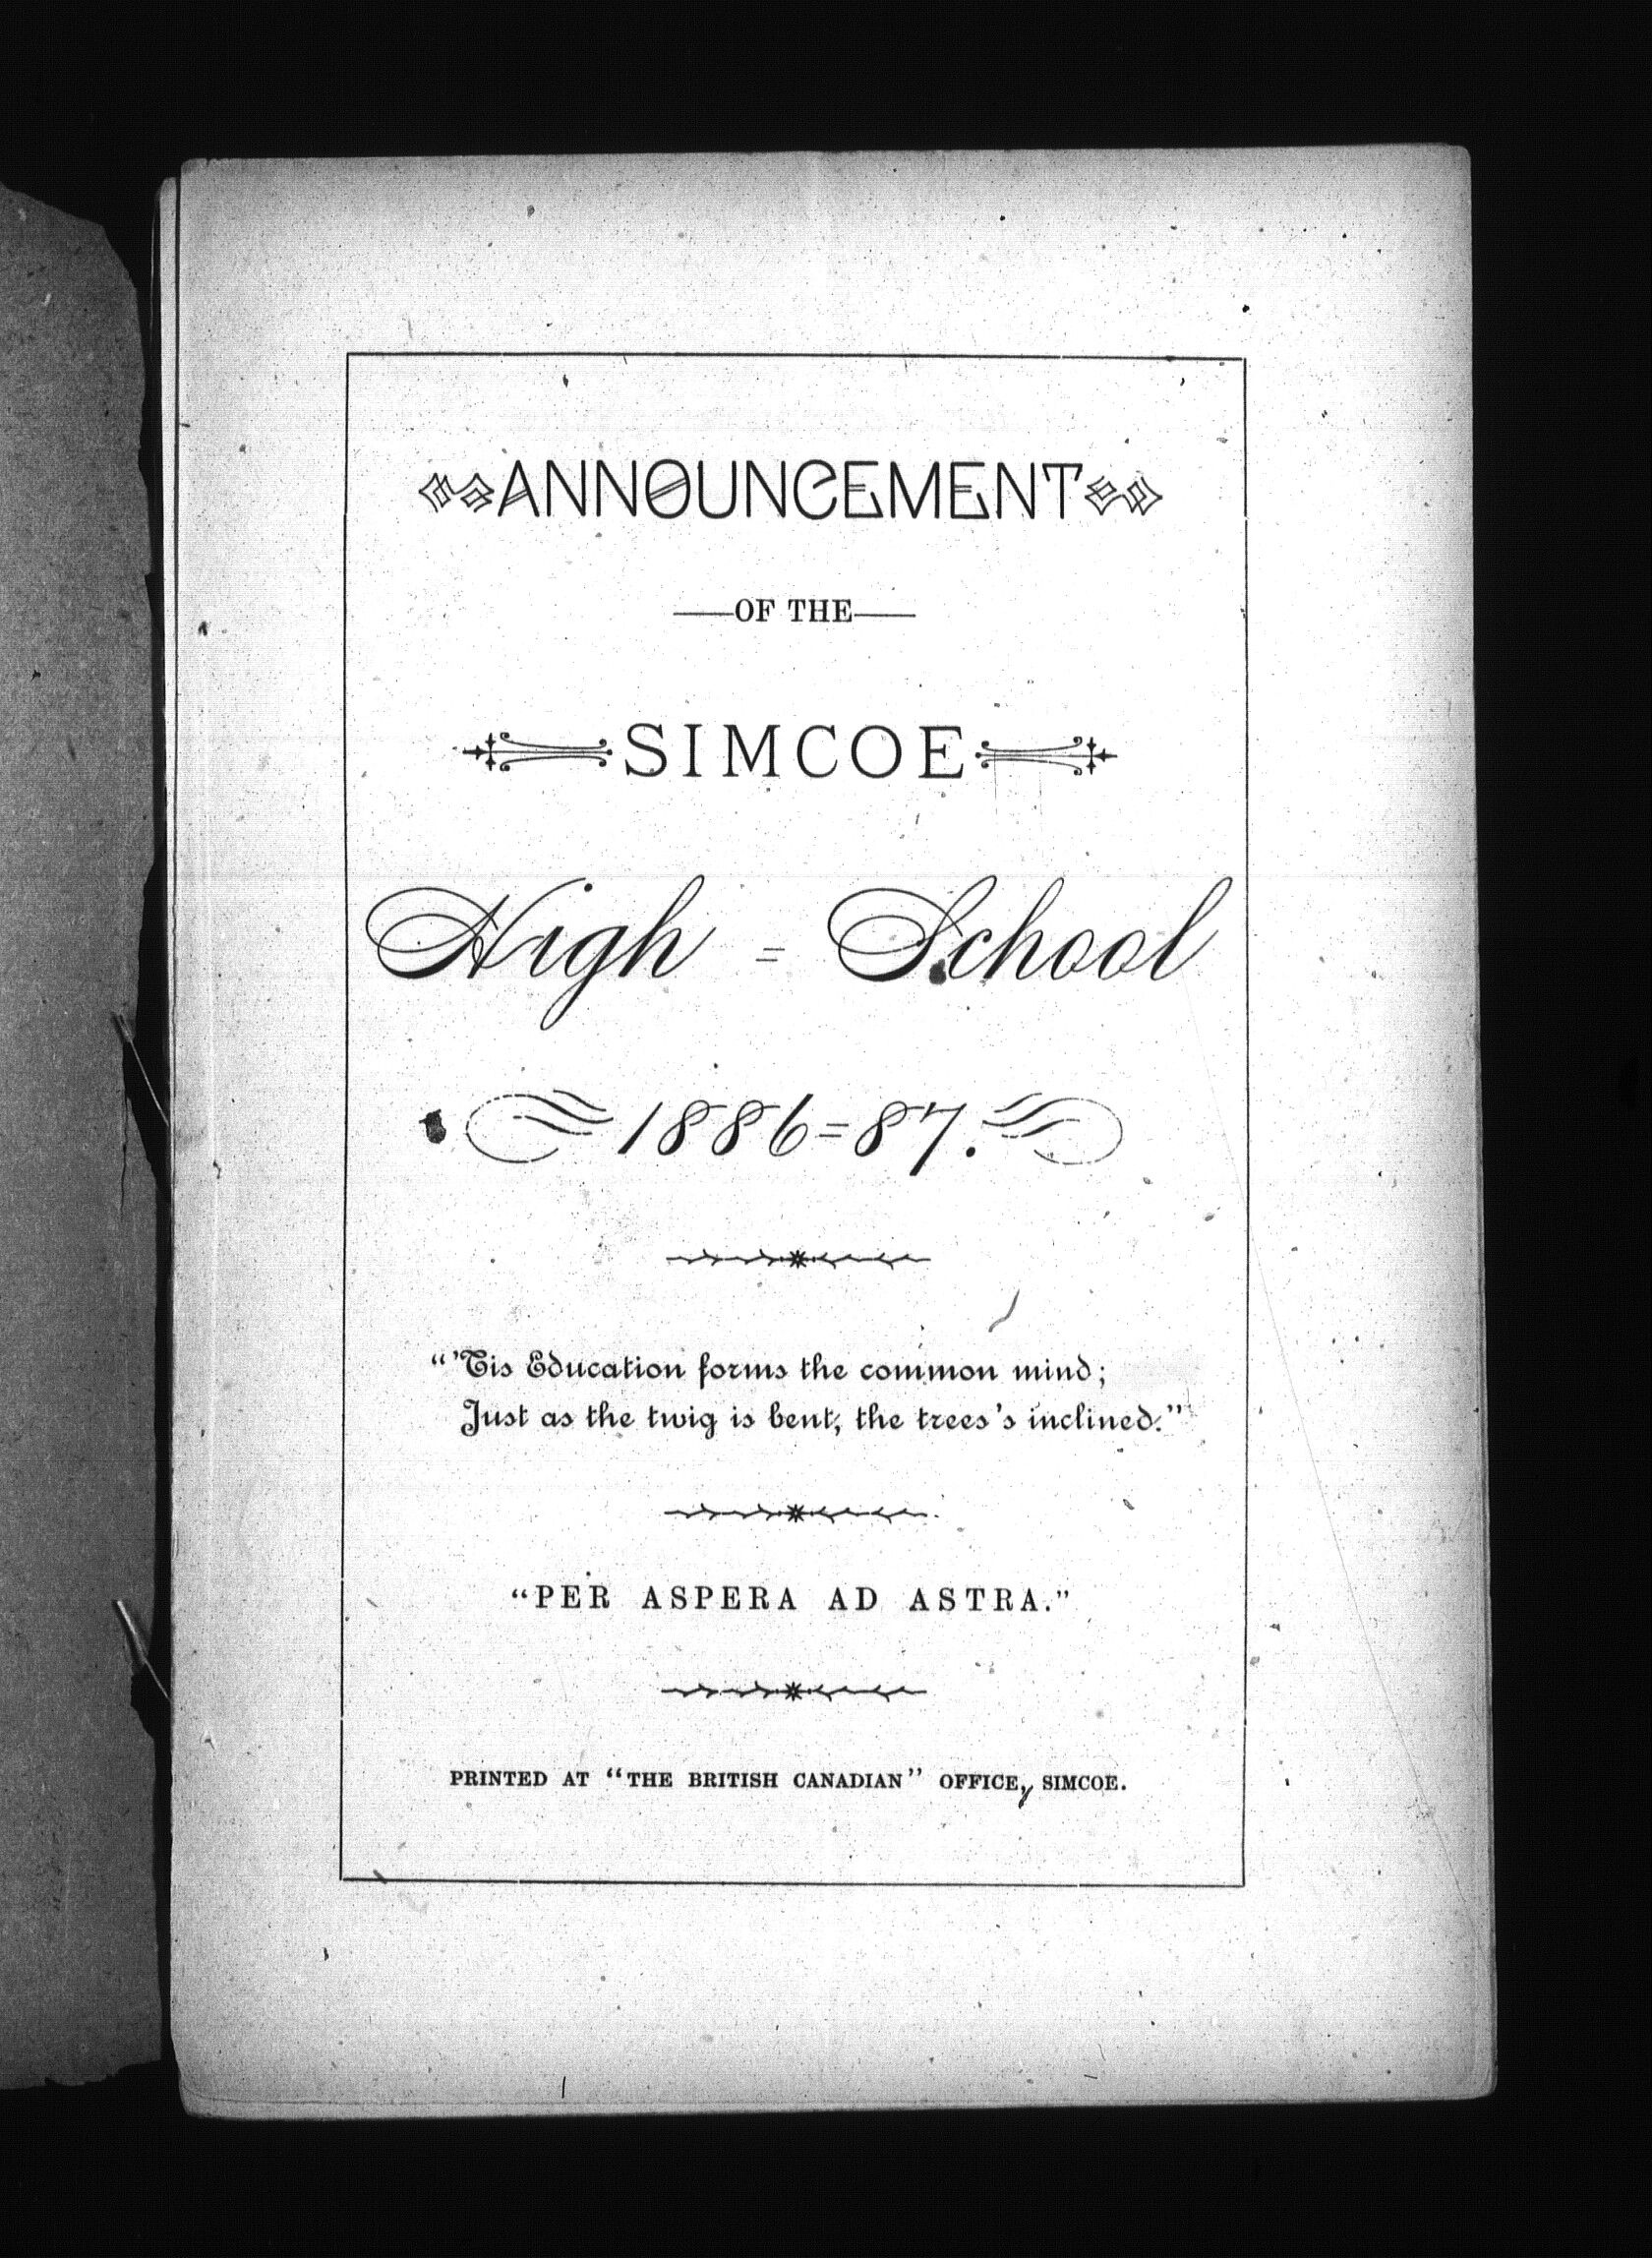 ANNOUNCEMENT
—OF THE—
SIMCOE
High = School
1886=87.
“’Tis Education forms the common mind;
Just as the twig is bent, the trees’s inclined.”
“PER ASPERA AD ASTRA.”
PRINTED AT “THE BRITISH CANADIAN” OFFICE, SIMCOE.